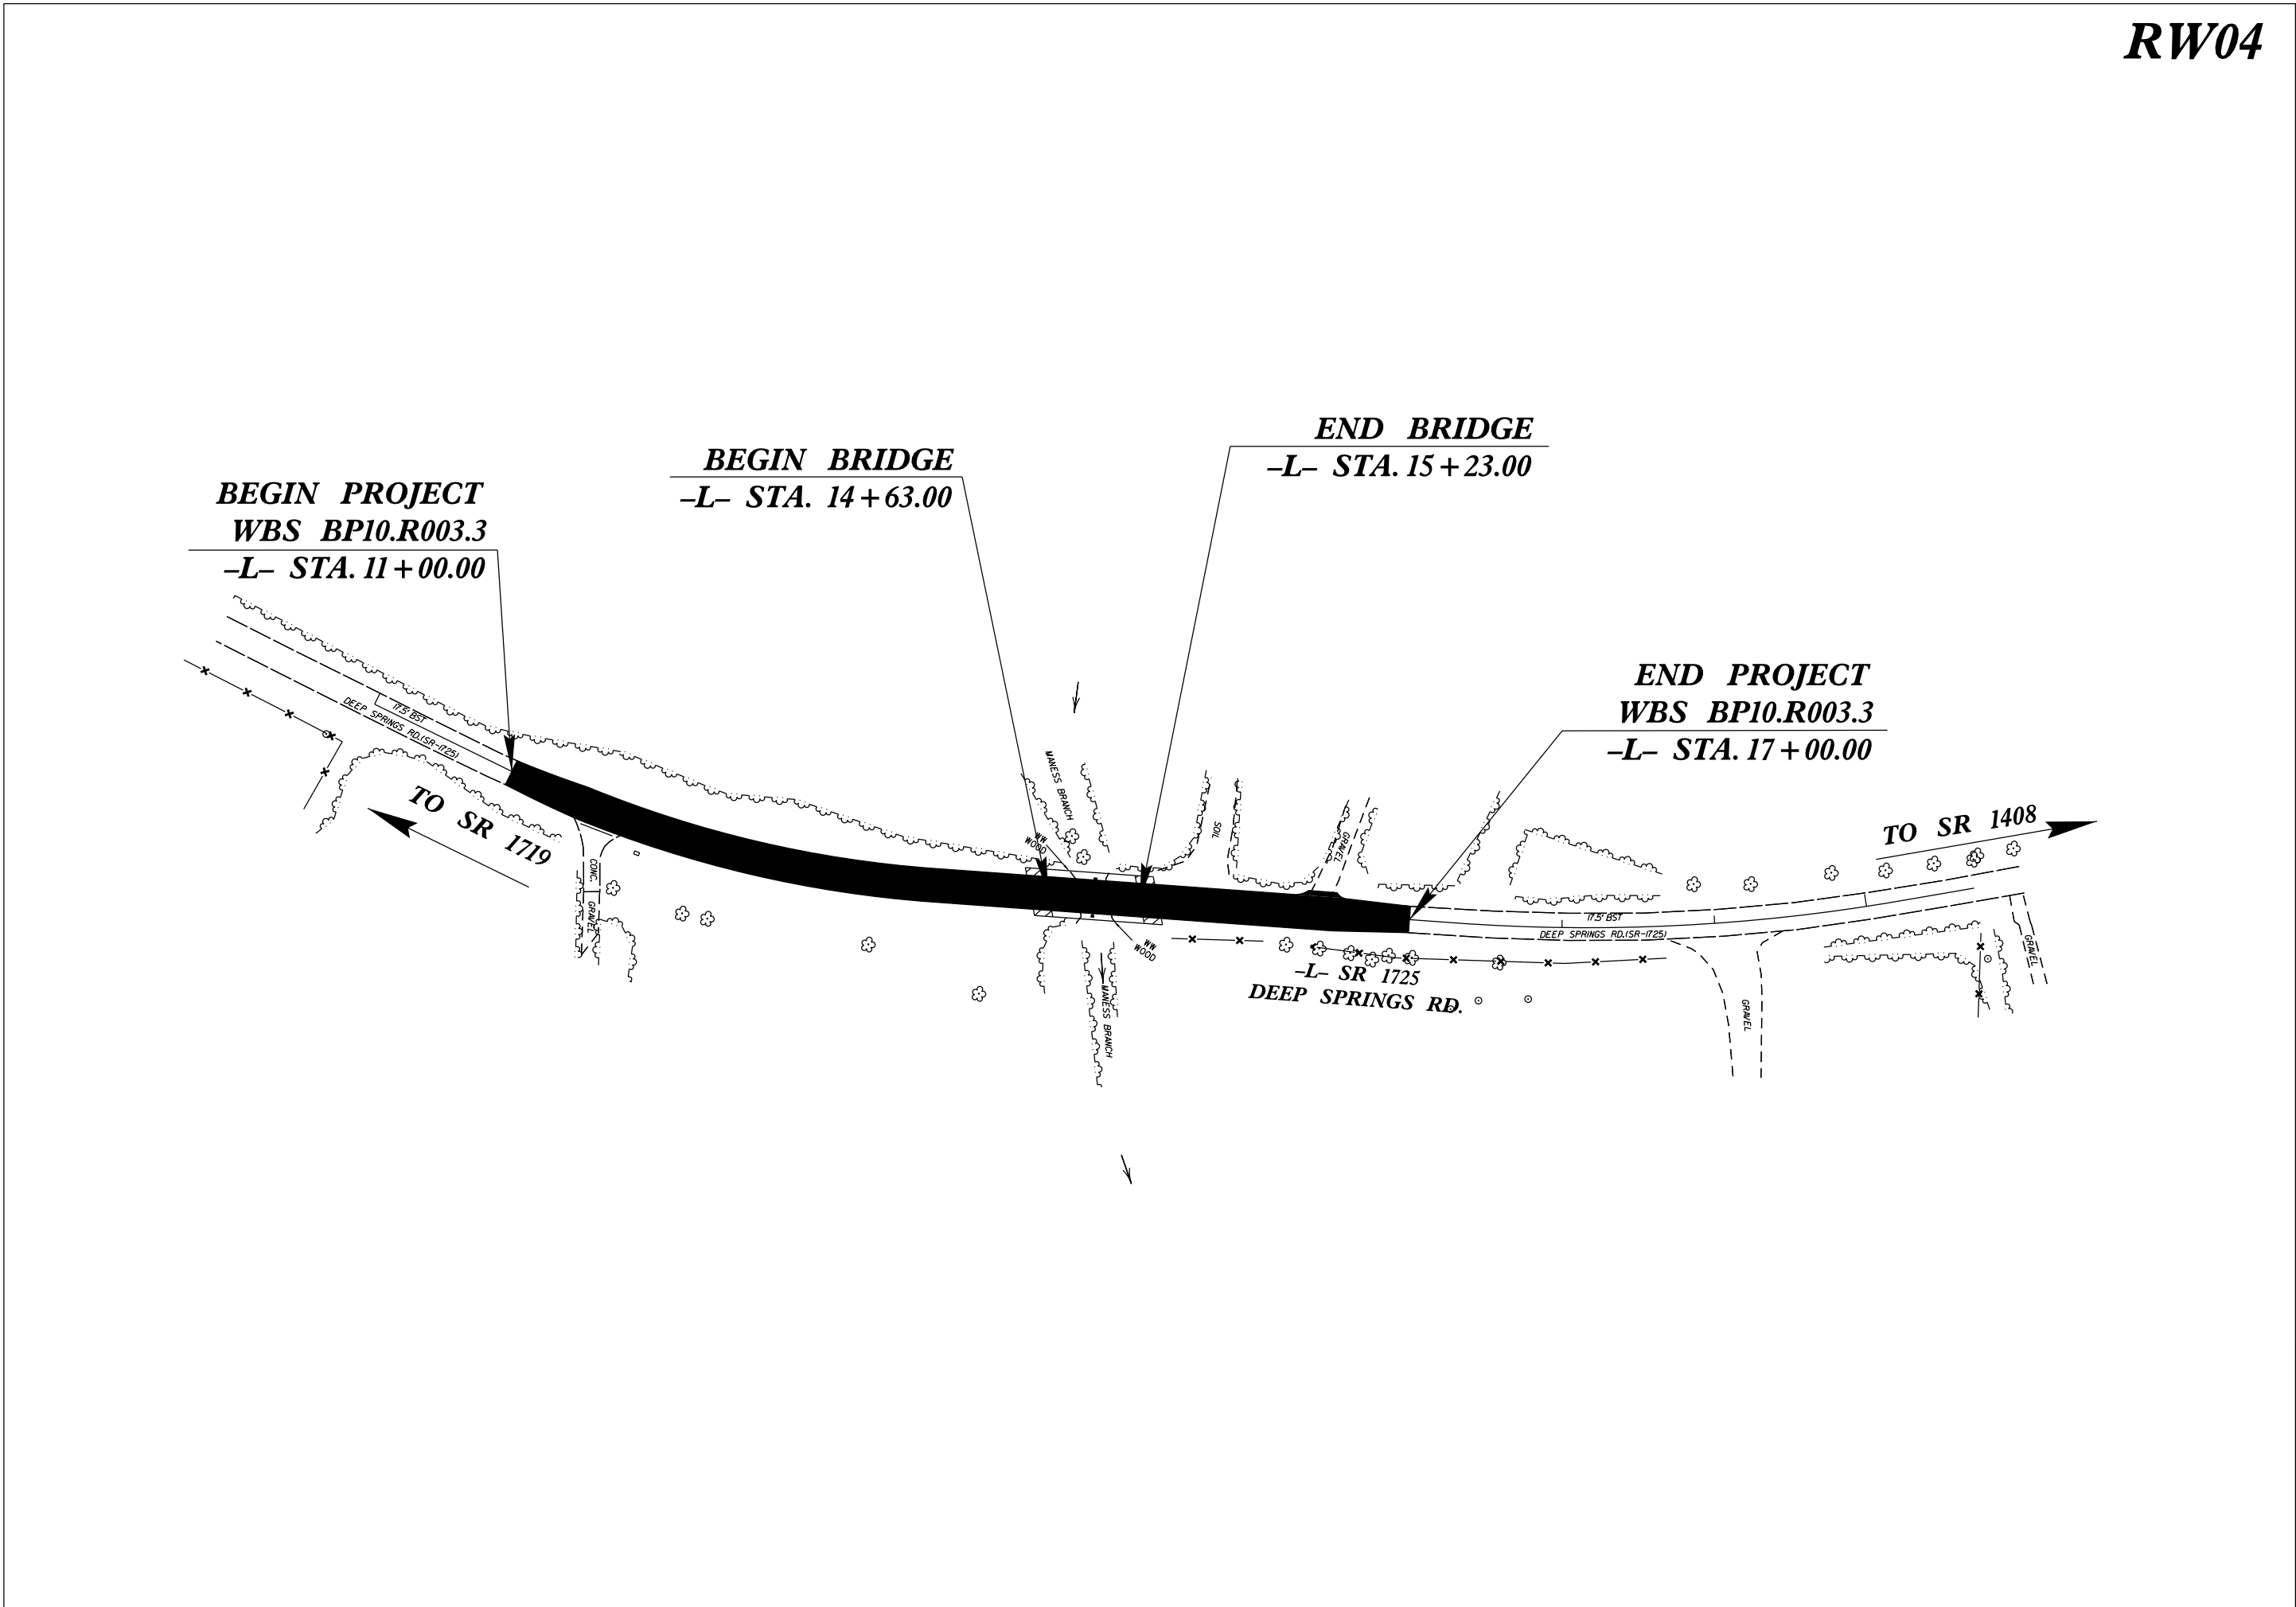 RW04
BEGIN PROJECT
WBS BP10.R003.3
–L– STA. 11+00.00
BEGIN BRIDGE
–L– STA. 14+63.00
END BRIDGE
–L– STA. 15+23.00
END PROJECT
WBS BP10.R003.3
–L– STA. 17+00.00
17.5' BST
DEEP SPRINGS RD.(SR-1725)
TO SR 1719
CONC.
GRAVEL
MANESS BRANCH
WW
WOOD
SOIL
GRAVEL
TO SR 1408
17.5' BST
DEEP SPRINGS RD.(SR-1725)
WW
WOOD
–L– SR 1725
DEEP SPRINGS RD.
MANESS BRANCH
GRAVEL
GRAVEL